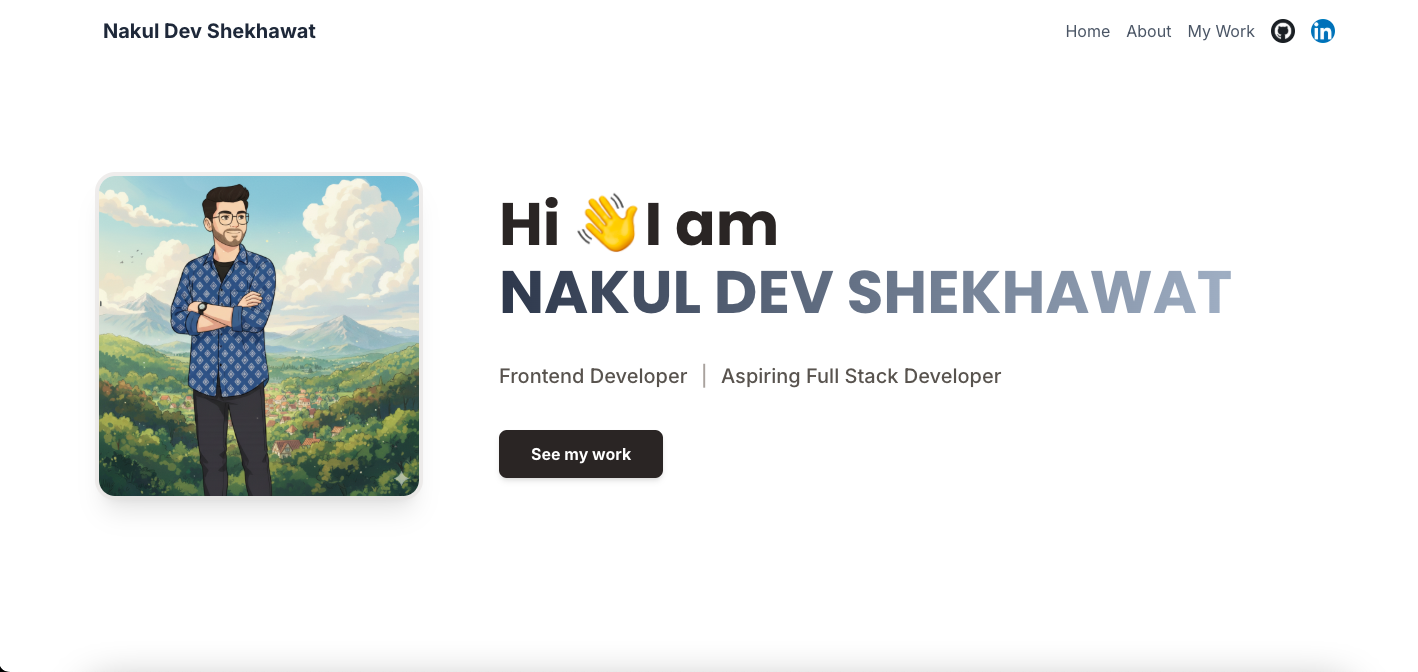 Nakul Dev Shekhawat
Home About My Work in
Hi 👋 I am
NAKUL DEV SHEKHAWAT
Frontend Developer | Aspiring Full Stack Developer
See my work